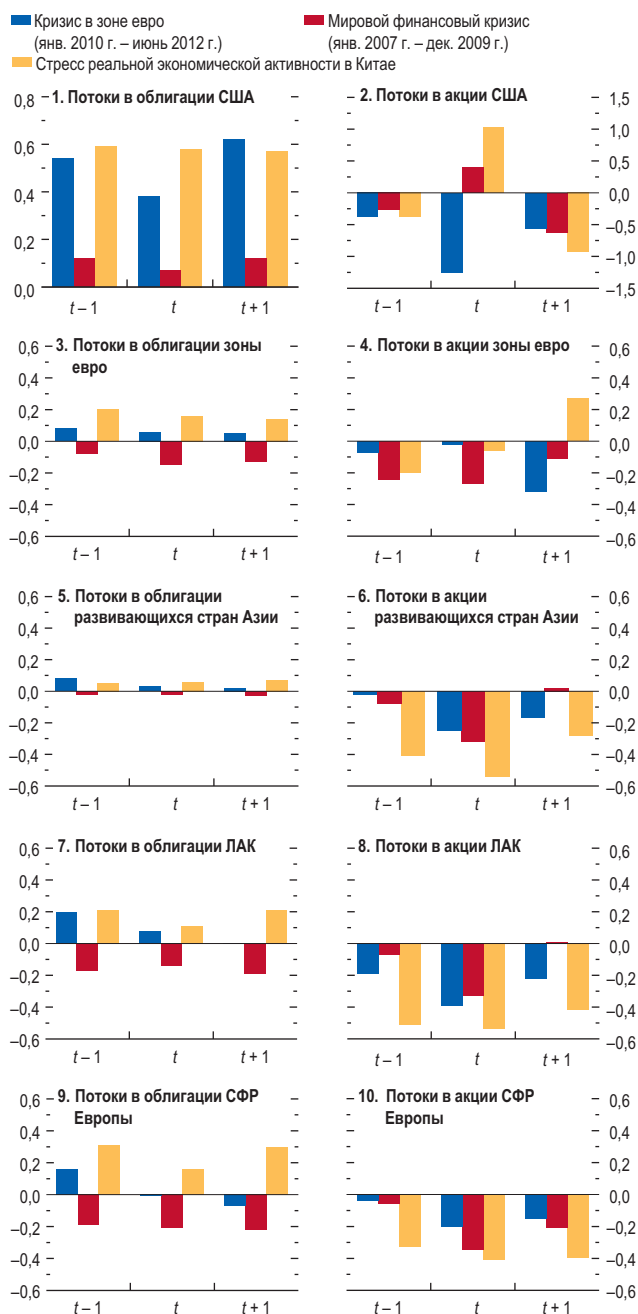 Кризис в зоне евро
(янв. 2010 г. – июнь 2012 г.)
Мировой финансовый кризис
(янв. 2007 г. – дек. 2009 г.)
Стресс реальной экономической активности в Китае
1. Потоки в облигации США
0,8
0,6
0,4
0,2
0,0
t – 1
t
t + 1
2. Потоки в акции США
1,5
1,0
0,5
0,0
–0,5
–1,0
–1,5
t – 1
t
t + 1
3. Потоки в облигации зоны
евро
0,6
0,4
0,2
0,0
–0,2
–0,4
–0,6
t – 1
t
t + 1
4. Потоки в акции зоны евро
0,6
0,4
0,2
0,0
–0,2
–0,4
–0,6
t – 1
t
t + 1
5. Потоки в облигации
развивающихся стран Азии
0,6
0,4
0,2
0,0
–0,2
–0,4
–0,6
t – 1
t
t + 1
6. Потоки в акции
развивающихся стран Азии
0,6
0,4
0,2
0,0
–0,2
–0,4
–0,6
t – 1
t
t + 1
7. Потоки в облигации ЛАК
0,6
0,4
0,2
0,0
–0,2
–0,4
–0,6
t – 1
t
t + 1
8. Потоки в акции ЛАК
0,6
0,4
0,2
0,0
–0,2
–0,4
–0,6
t – 1
t
t + 1
9. Потоки в облигации СФР
Европы
0,6
0,4
0,2
0,0
–0,2
–0,4
–0,6
t – 1
t
t + 1
10. Потоки в акции СФР
Европы
0,6
0,4
0,2
0,0
–0,2
–0,4
–0,6
t – 1
t
t + 1